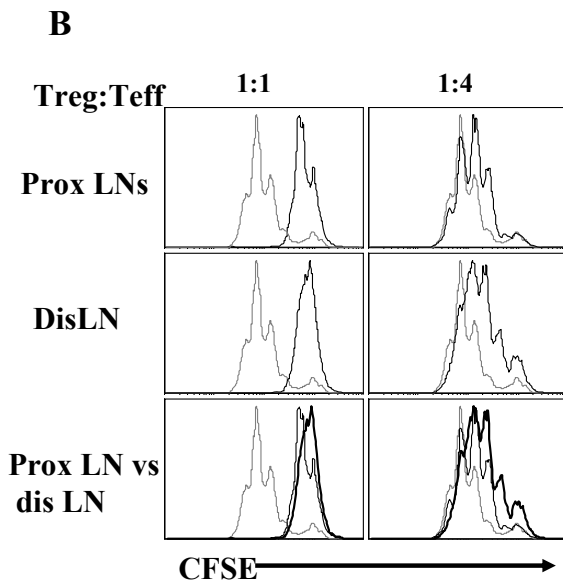 B
Treg:Teff 1:1 1:4
Prox LNs
DisLN
Prox LN vs
dis LN
CFSE